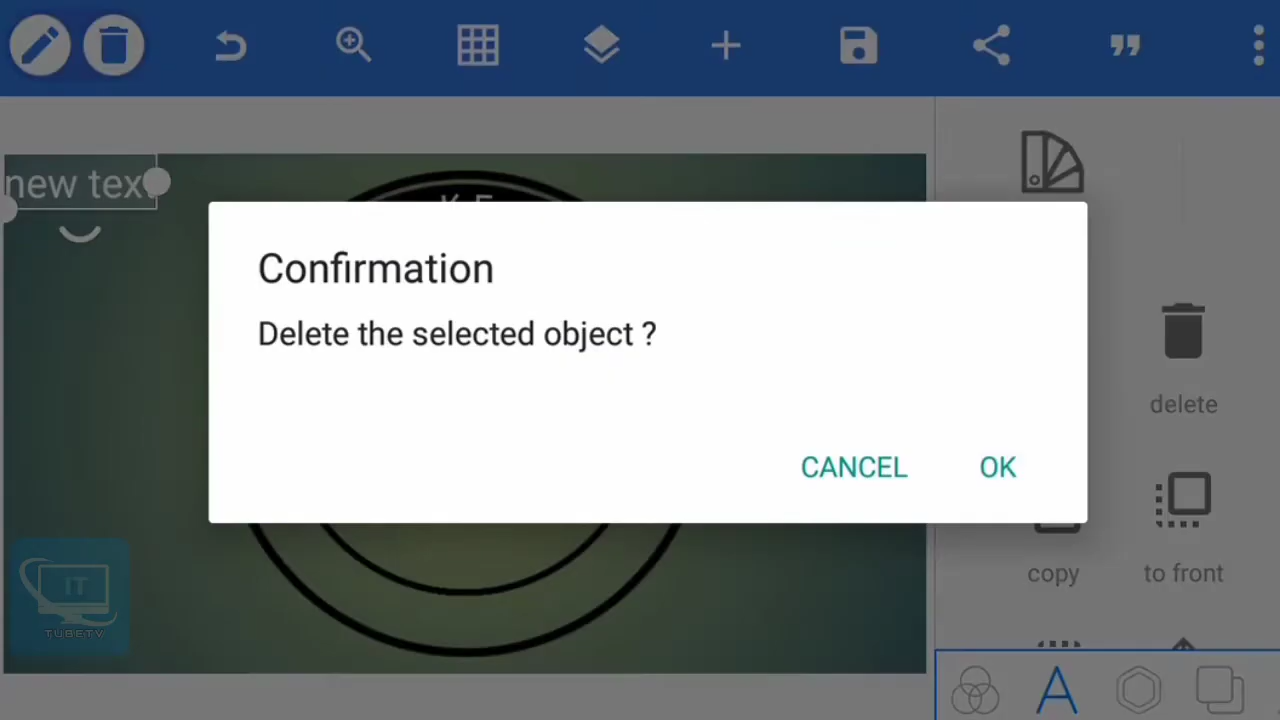 new tex
K E
Confirmation
Delete the selected object ?
CANCEL
OK
delete
copy
to front
IT
TUBETV